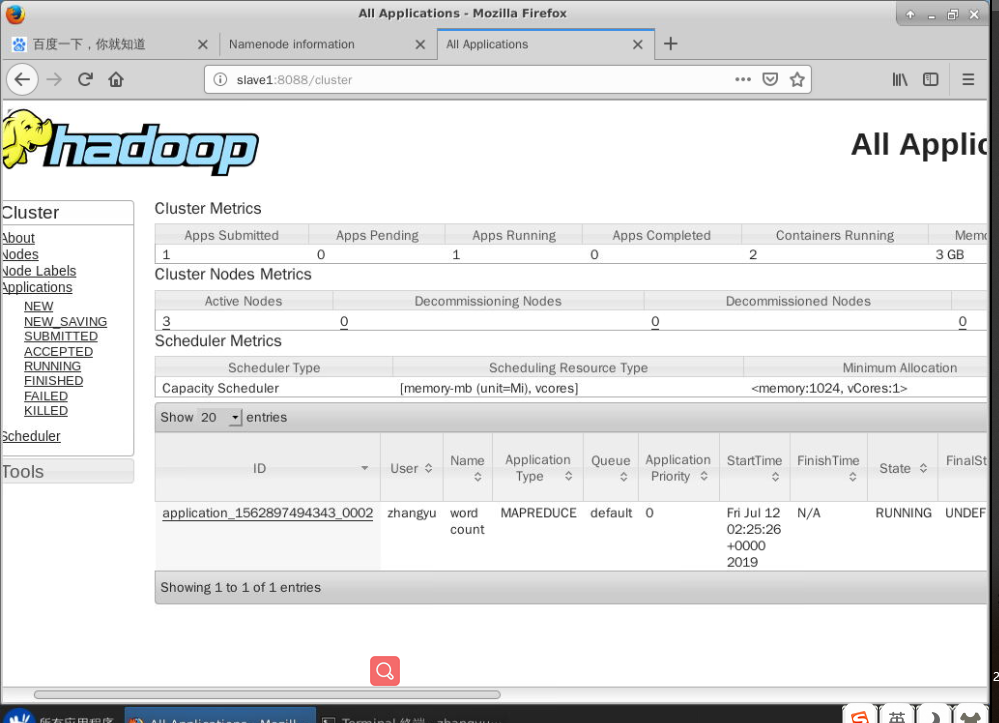 All Applications - Mozilla Firefox
百度一下，你就知道 Namenode information All Applications
slave1:8088/cluster
hadoop
All Applic
Cluster
About
Nodes
Node Labels
Applications
NEW
NEW_SAVING
SUBMITTED
ACCEPTED
RUNNING
FINISHED
FAILED
KILLED
Scheduler
Tools
Cluster Metrics
Apps Submitted Apps Pending Apps Running Apps Completed Containers Running Memo
1 0 1 0 2 3 GB
Cluster Nodes Metrics
Active Nodes Decommissioning Nodes Decommissioned Nodes
3 0 0 0
Scheduler Metrics
Scheduler Type Scheduling Resource Type Minimum Allocation
Capacity Scheduler [memory-mb (unit=Mi), vcores] <memory:1024, vCores:1>
Show 20 entries
ID User Name Application Type Queue Application Priority StartTime FinishTime State FinalSt
application_1562897494343_0002 zhangyu word count MAPREDUCE default 0 Fri Jul 12 02:25:26 +0000 2019 N/A RUNNING UNDEF
Showing 1 to 1 of 1 entries
所有应用程序 All Applications - Mozill... Terminal 终端 - zhangyu...
英
2